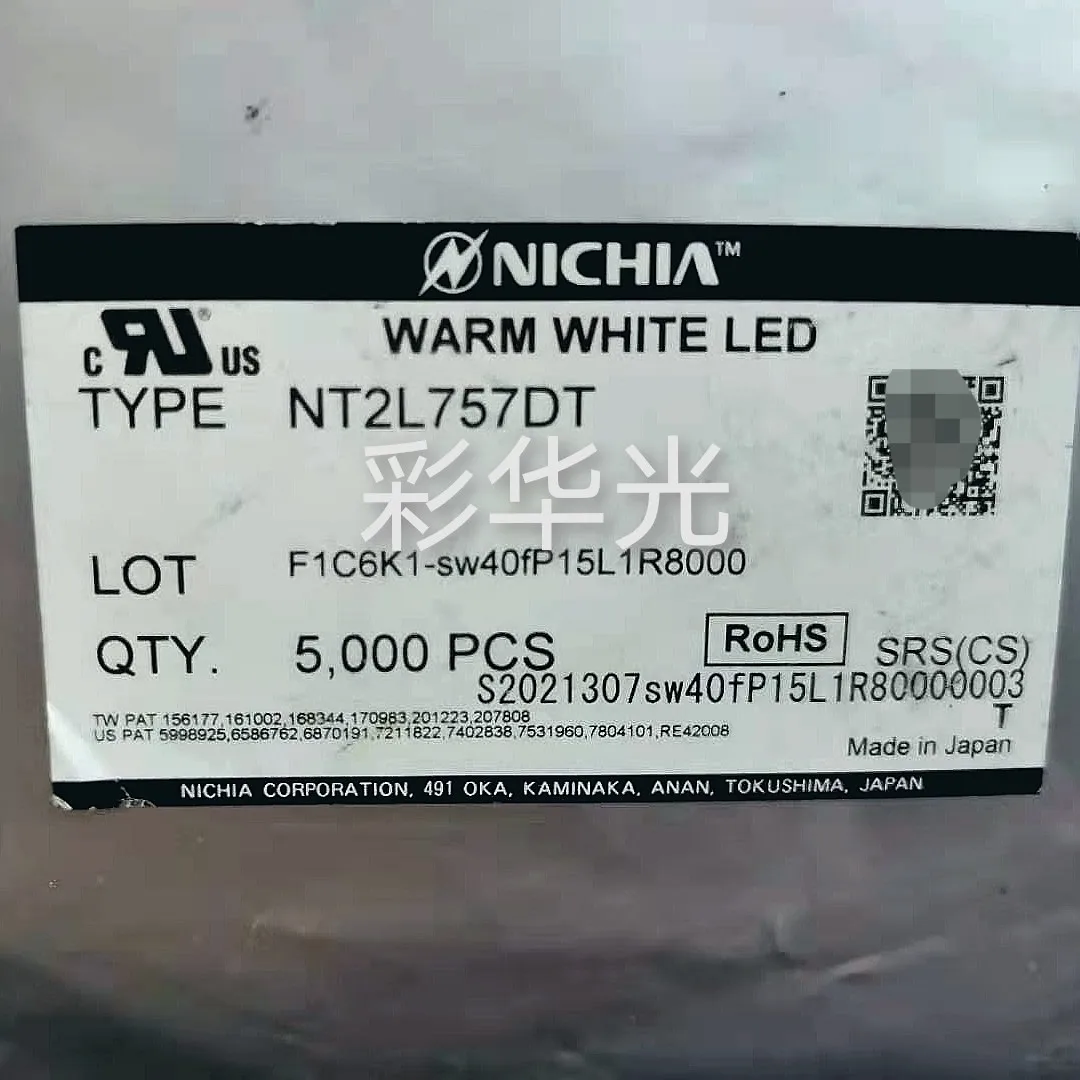 NICHIA™
c RU® US
WARM WHITE LED
TYPE NT2L757DT
彩华光
LOT F1C6K1-sw40fP15L1R8000
QTY. 5,000 PCS
RoHS
SRS(CS)
S2021307sw40fP15L1R80000003
T
TW PAT 156177,161002,168344,170983,201223,207808
US PAT 5998925,6586762,6870191,7211822,7402838,7531960,7804101,RE42008
Made in Japan
NICHIA CORPORATION, 491 OKA, KAMINAKA, ANAN, TOKUSHIMA, JAPAN